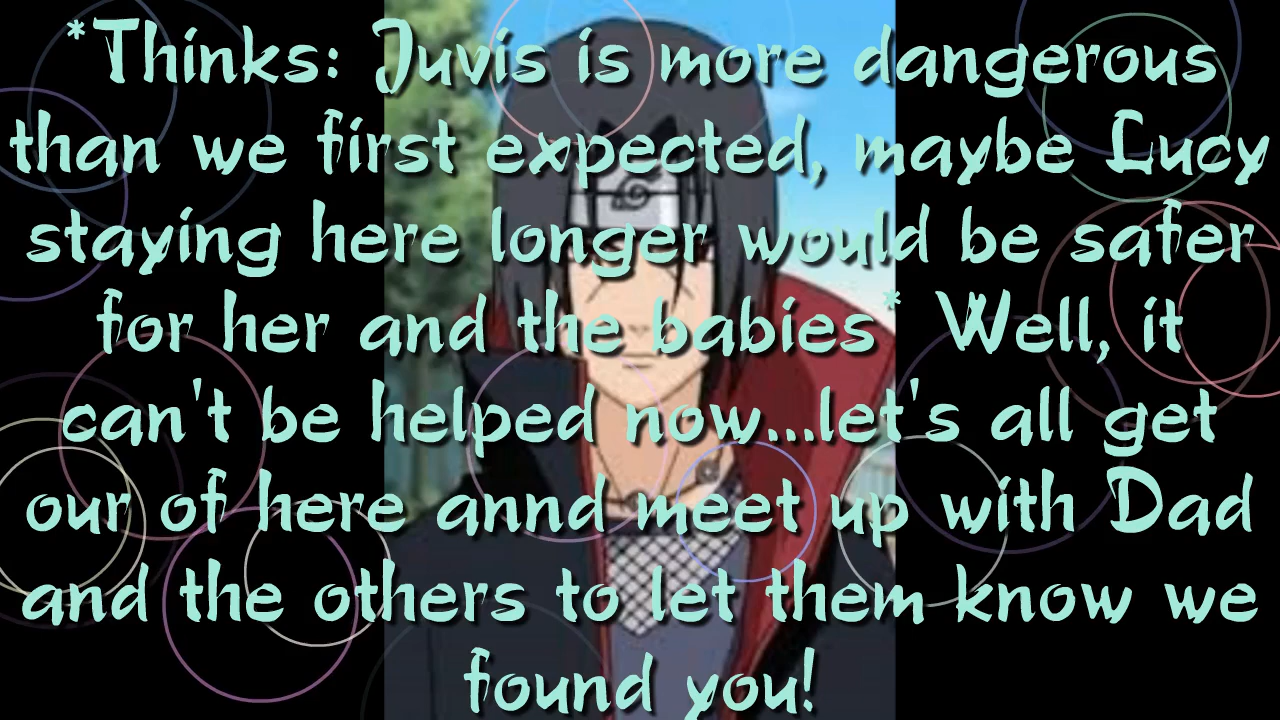 *Thinks: Juvis is more dangerous
than we first expected, maybe Lucy
staying here longer would be safer
for her and the babies* Well, it
can't be helped now...let's all get
our of here annd meet up with Dad
and the others to let them know we
found you!